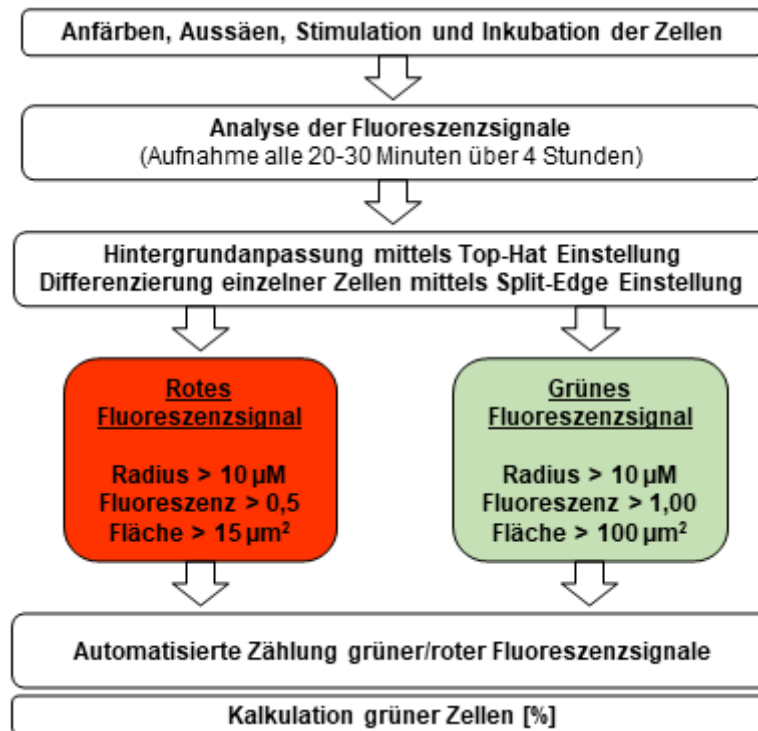 Anfärben, Aussäen, Stimulation und Inkubation der Zellen
Analyse der Fluoreszenzsignale
(Aufnahme alle 20-30 Minuten über 4 Stunden)
Hintergrundanpassung mittels Top-Hat Einstellung
Differenzierung einzelner Zellen mittels Split-Edge Einstellung
Rotes
Fluoreszenzsignal
Radius > 10 µM
Fluoreszenz > 0,5
Fläche > 15 µm²
Grünes
Fluoreszenzsignal
Radius > 10 µM
Fluoreszenz > 1,00
Fläche > 100 µm²
Automatisierte Zählung grüner/roter Fluoreszenzsignale
Kalkulation grüner Zellen [%]